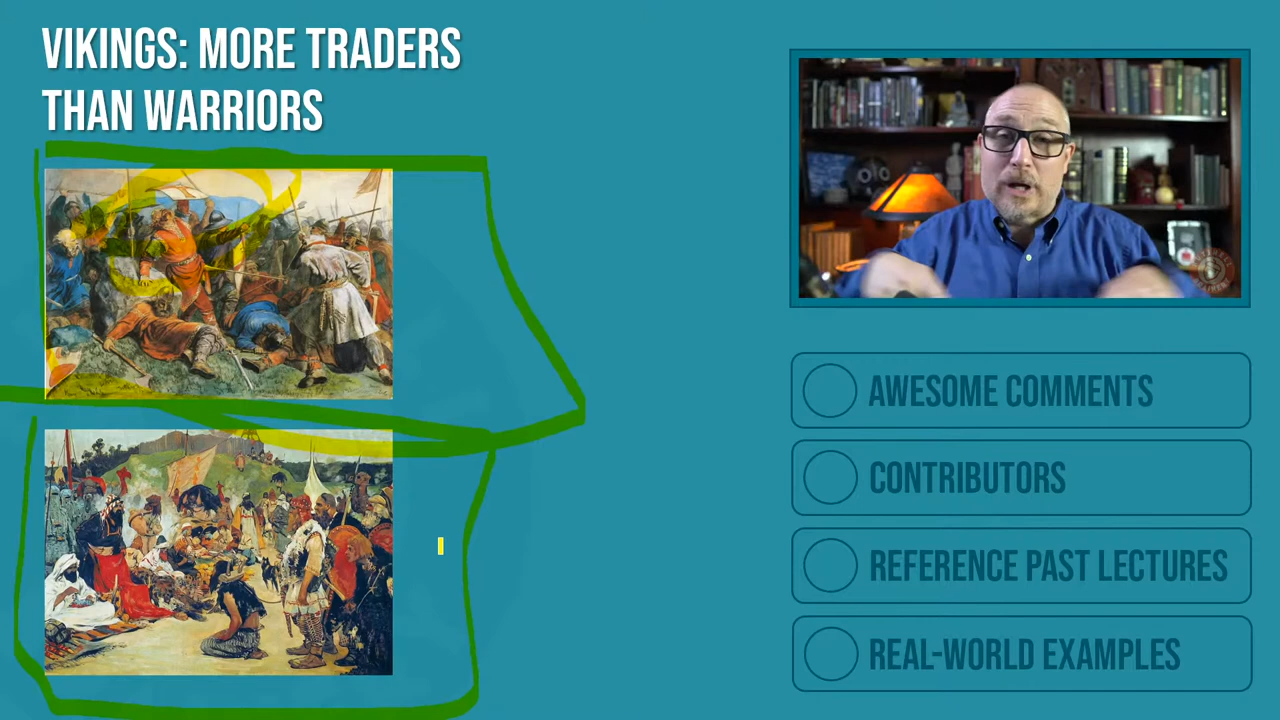 VIKINGS: MORE TRADERS
THAN WARRIORS
AWESOME COMMENTS
CONTRIBUTORS
REFERENCE PAST LECTURES
REAL-WORLD EXAMPLES